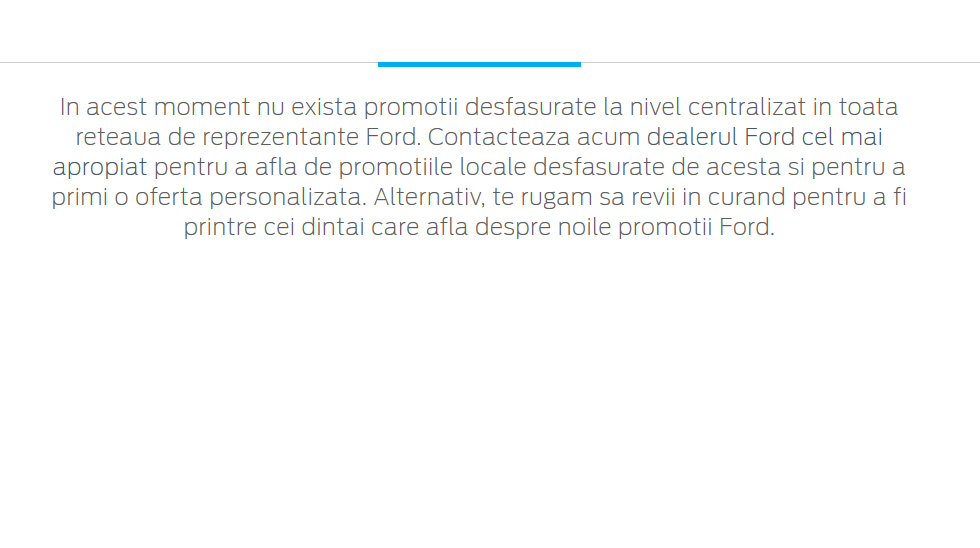 In acest moment nu exista promotii desfasurate la nivel centralizat in toata
reteaua de reprezentante Ford. Contacteaza acum dealerul Ford cel mai
apropiat pentru a afla de promotiile locale desfasurate de acesta si pentru a
primi o oferta personalizata. Alternativ, te rugam sa revii in curand pentru a fi
printre cei dintai care afla despre noile promotii Ford.